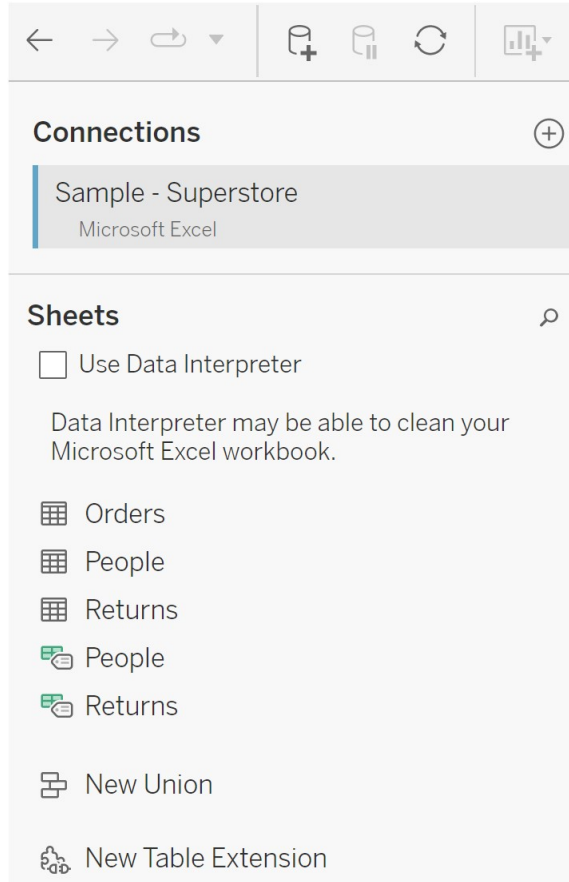 Connections
Sample - Superstore
Microsoft Excel
Sheets
Use Data Interpreter
Data Interpreter may be able to clean your
Microsoft Excel workbook.
Orders
People
Returns
People
Returns
New Union
New Table Extension